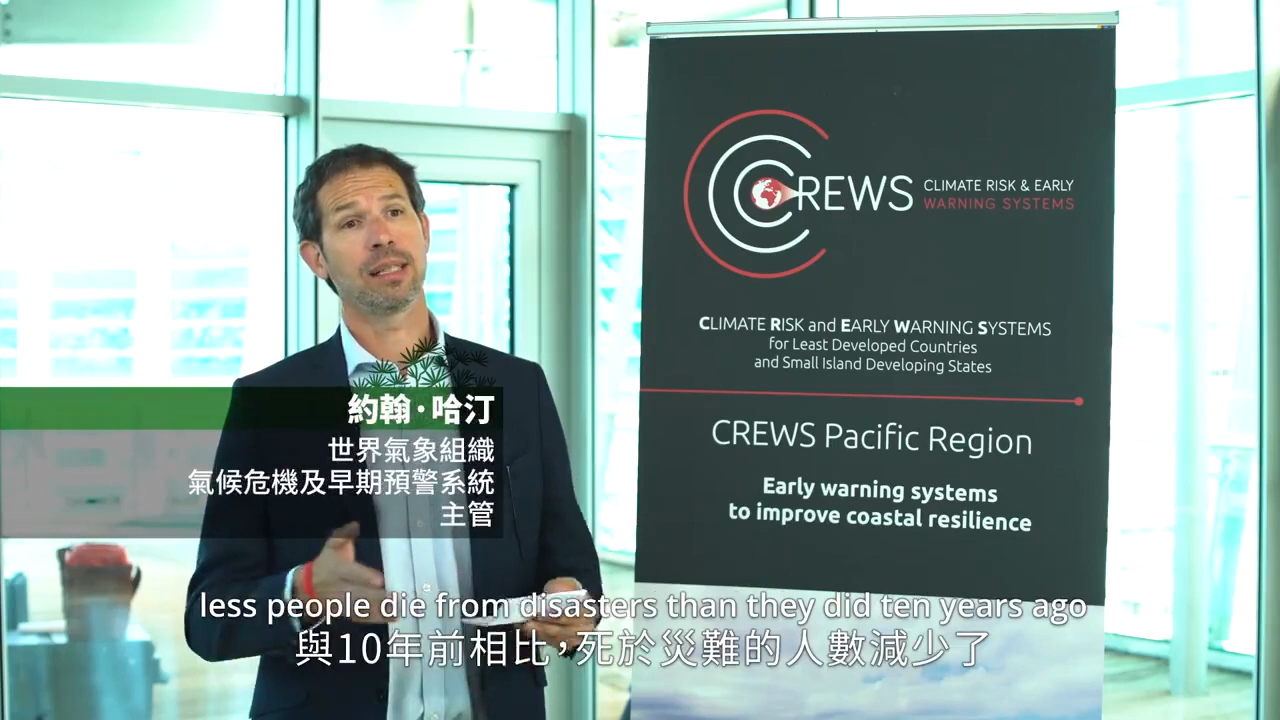 CREWS CLIMATE RISK & EARLY
WARNING SYSTEMS
CLIMATE RISK and EARLY WARNING SYSTEMS
for Least Developed Countries
and Small Island Developing States
CREWS Pacific Region
Early warning systems
to improve coastal resilience
約翰·哈汀
世界氣象組織
氣候危機及早期預警系統
主管
less people die from disasters than they did ten years ago
與10年前相比，死於災難的人數減少了